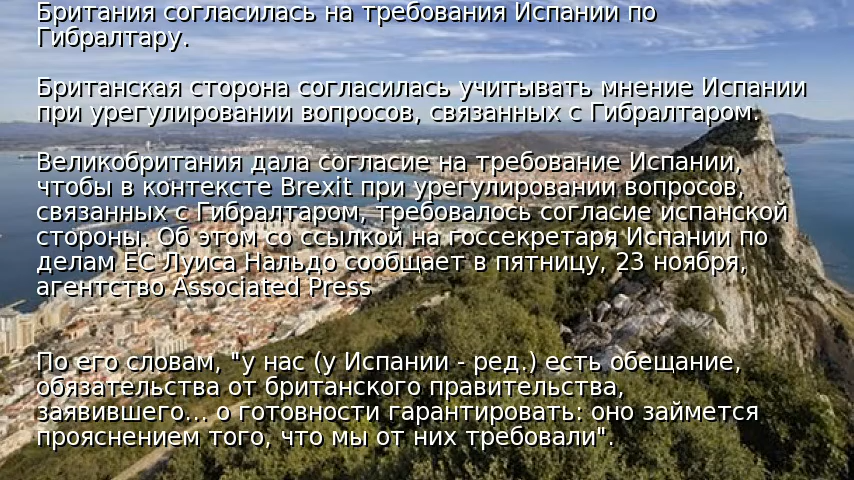 Британия согласилась на требования Испании по
Гибралтару.
Британская сторона согласилась учитывать мнение Испании
при урегулировании вопросов, связанных с Гибралтаром.
Великобритания дала согласие на требование Испании,
чтобы в контексте Brexit при урегулировании вопросов,
связанных с Гибралтаром, требовалось согласие испанской
стороны. Об этом со ссылкой на госсекретаря Испании по
делам ЕС Луиса Нальдо сообщает в пятницу, 23 ноября,
агентство Associated Press
По его словам, "у нас (у Испании - ред.) есть обещание,
обязательства от британского правительства,
заявившего... о готовности гарантировать: оно займется
прояснением того, что мы от них требовали".